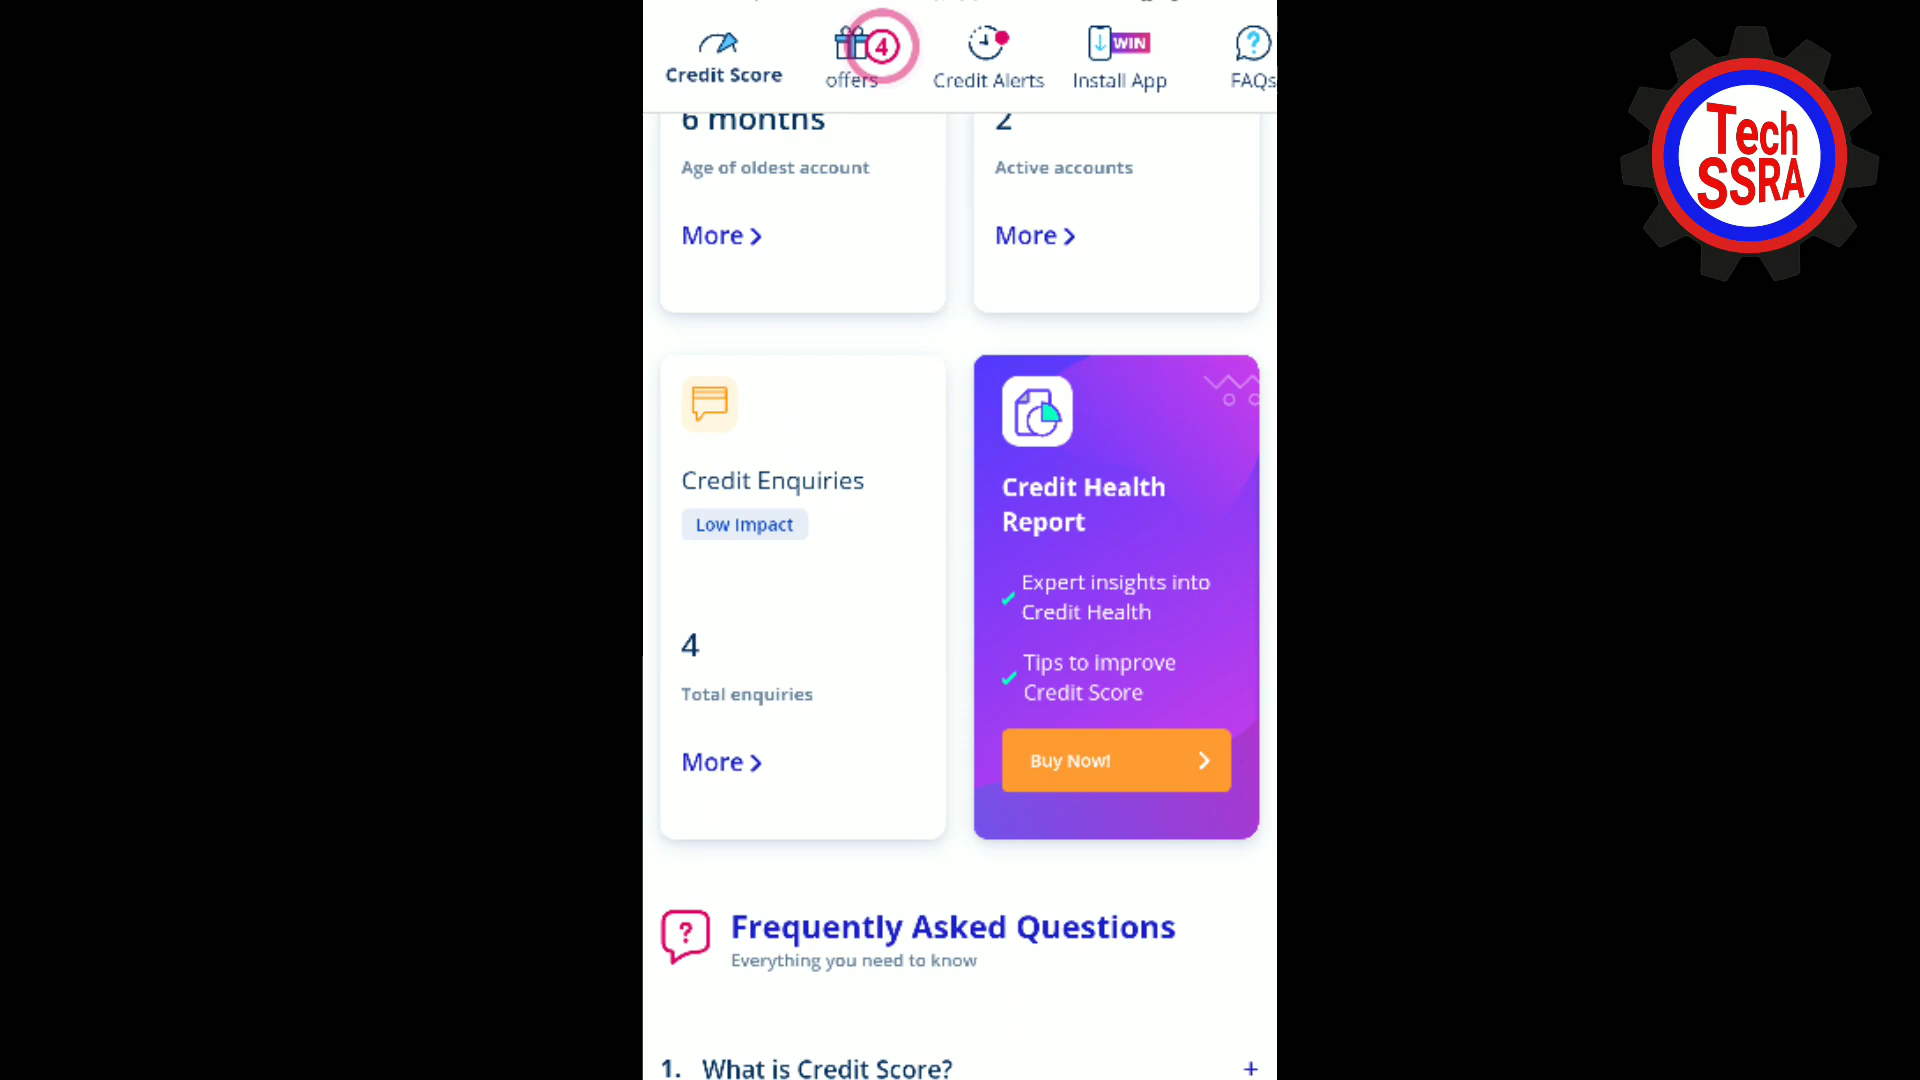 Credit Score
4
offers
Credit Alerts
WIN
Install App
FAQs
6 months
Age of oldest account
More
2
Active accounts
More
Credit Enquiries
Low Impact
4
Total enquiries
More
Credit Health
Report
Expert insights into
Credit Health
Tips to improve
Credit Score
Buy Now!
Frequently Asked Questions
Everything you need to know
1. What is Credit Score?
+
Tech
SSRA